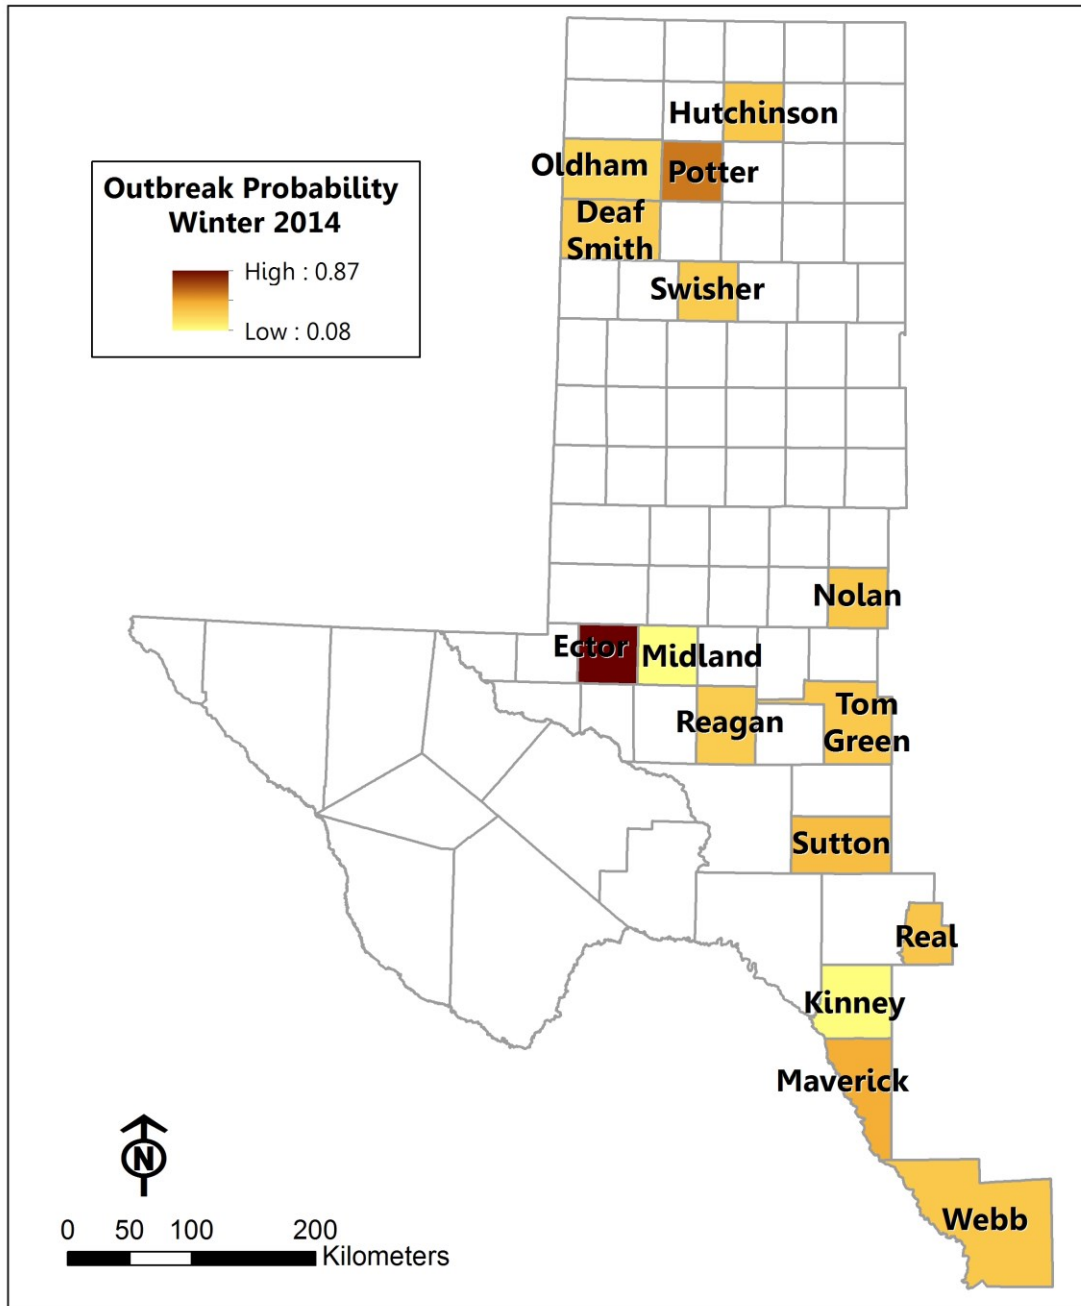 Hutchinson
Oldham
Potter
Outbreak Probability
Winter 2014
High : 0.87
Low : 0.08
Deaf
Smith
Swisher
Nolan
Ector
Midland
Reagan
Tom
Green
Sutton
Real
Kinney
Maverick
N
Webb
0 50 100 200
Kilometers